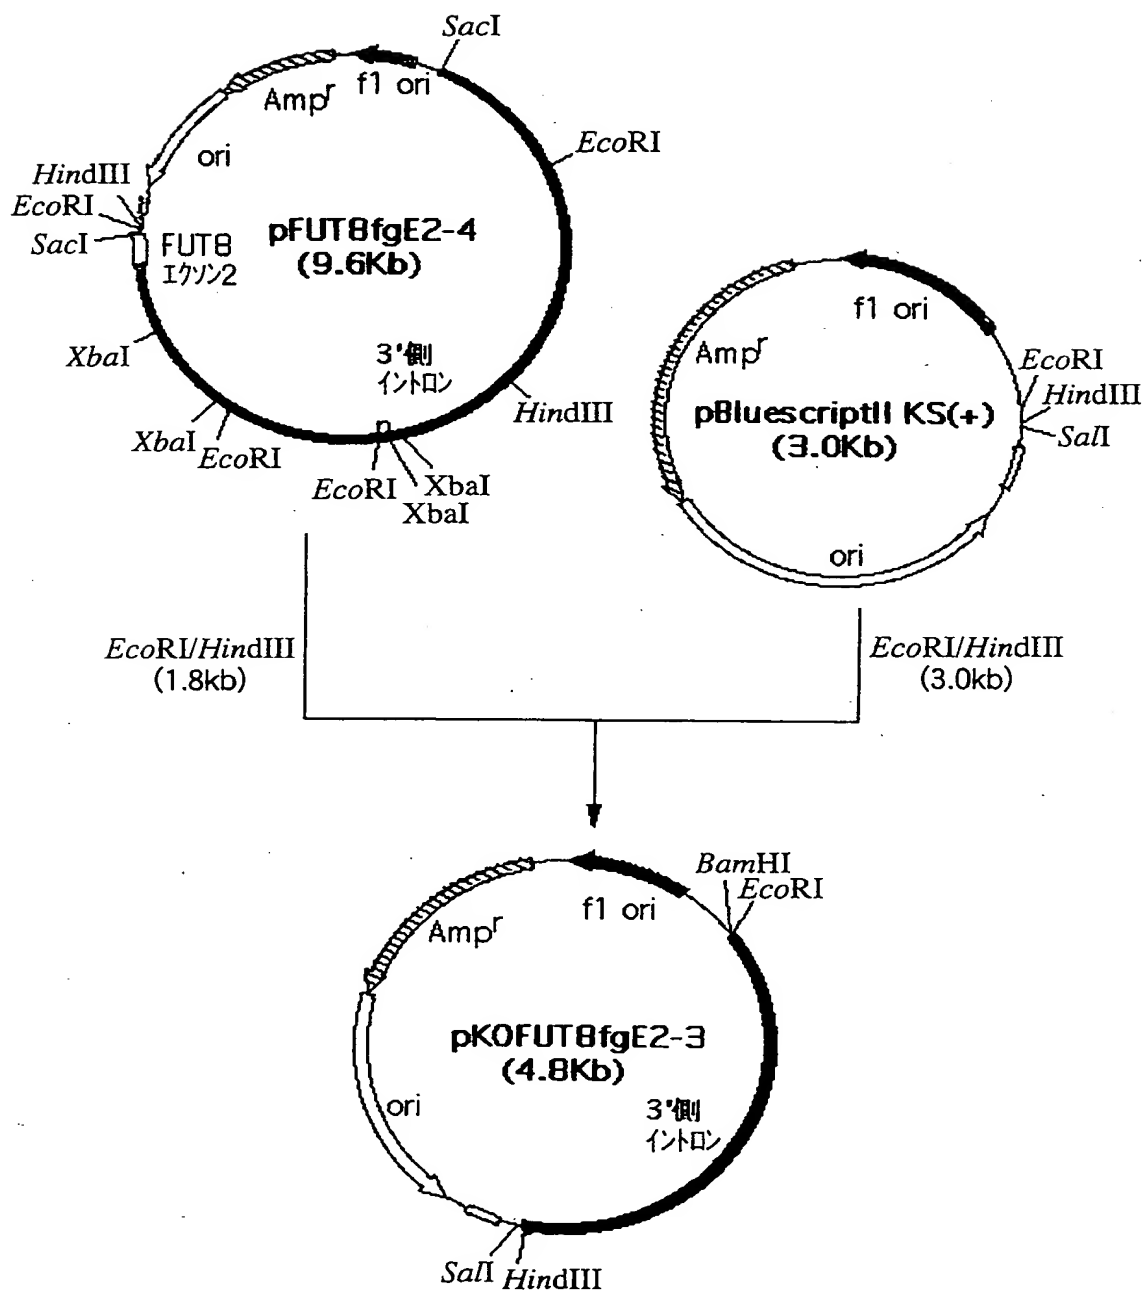 SacI
f1 ori
Ampr
EcoRI
ori
HindIII
EcoRI
SacI
FUT8
エクソン2
pFUT8fgE2-4
(9.6Kb)
XbaI
3'側
イントロン
HindIII
XbaI
EcoRI
EcoRI
XbaI
XbaI
f1 ori
Ampr
EcoRI
HindIII
SalI
pBluescriptII KS(+)
(3.0Kb)
ori
EcoRI/HindIII
(1.8kb)
EcoRI/HindIII
(3.0kb)
BamHI
EcoRI
f1 ori
Ampr
pKOFUT8fgE2-3
(4.8Kb)
ori
3'側
イントロン
SalI
HindIII